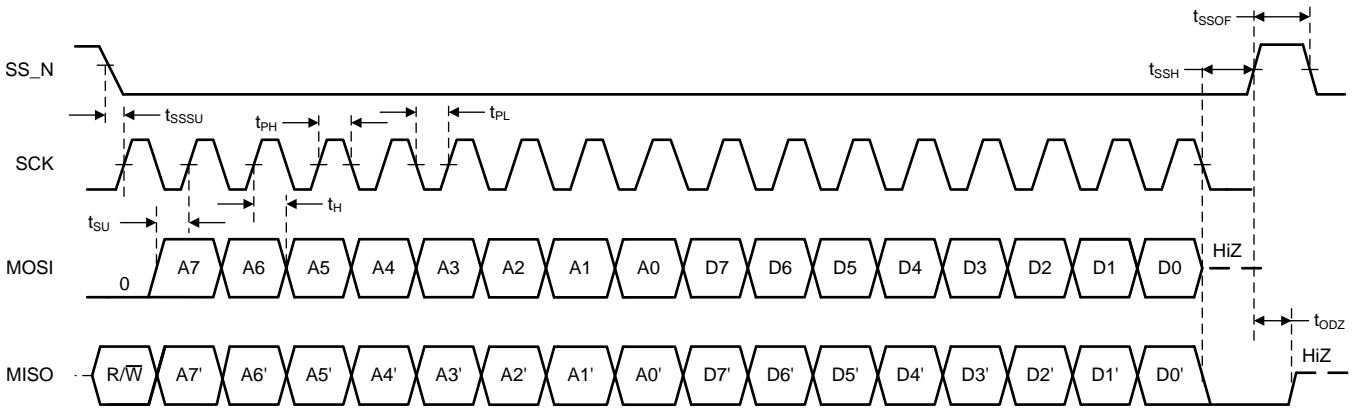 tSSOF
SS_N
tSSH
tSSSU
tPH
tPL
SCK
tSU
tH
MOSI 0 A7 A6 A5 A4 A3 A2 A1 A0 D7 D6 D5 D4 D3 D2 D1 D0 HiZ
tODZ
MISO R/W̅ A7' A6' A5' A4' A3' A2' A1' A0' D7' D6' D5' D4' D3' D2' D1' D0' HiZ